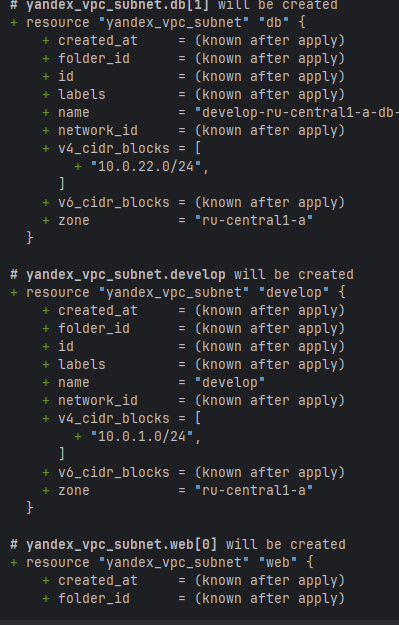 # yandex_vpc_subnet.db[1] will be created
+ resource "yandex_vpc_subnet" "db" {
+ created_at = (known after apply)
+ folder_id = (known after apply)
+ id = (known after apply)
+ labels = (known after apply)
+ name = "develop-ru-central1-a-db-
+ network_id = (known after apply)
+ v4_cidr_blocks = [
+ "10.0.22.0/24",
]
+ v6_cidr_blocks = (known after apply)
+ zone = "ru-central1-a"
}
# yandex_vpc_subnet.develop will be created
+ resource "yandex_vpc_subnet" "develop" {
+ created_at = (known after apply)
+ folder_id = (known after apply)
+ id = (known after apply)
+ labels = (known after apply)
+ name = "develop"
+ network_id = (known after apply)
+ v4_cidr_blocks = [
+ "10.0.1.0/24",
]
+ v6_cidr_blocks = (known after apply)
+ zone = "ru-central1-a"
}
# yandex_vpc_subnet.web[0] will be created
+ resource "yandex_vpc_subnet" "web" {
+ created_at = (known after apply)
+ folder_id = (known after apply)